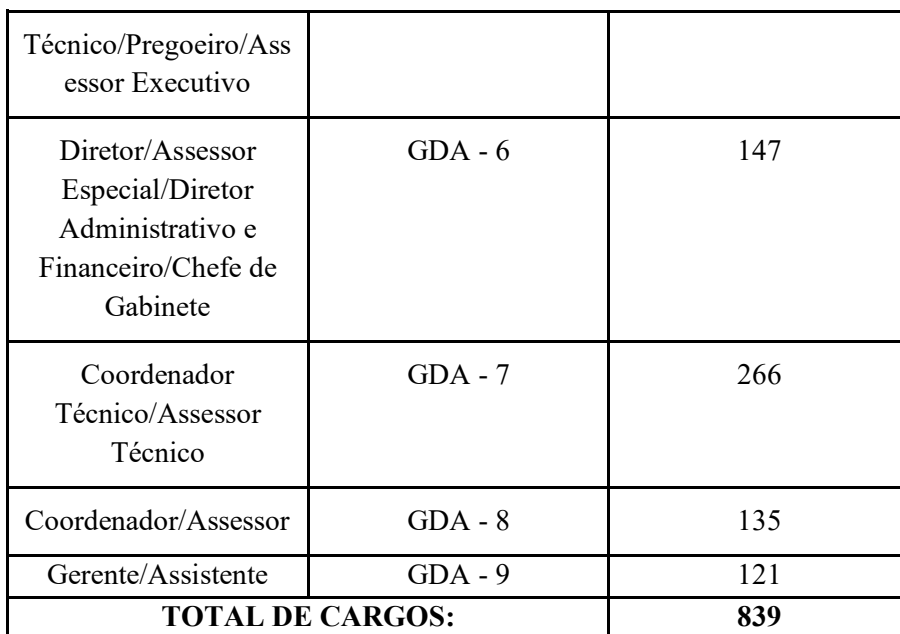 Técnico/Pregoeiro/Ass
essor Executivo
Diretor/Assessor
Especial/Diretor
Administrativo e
Financeiro/Chefe de
Gabinete
GDA - 6
147
Coordenador
Técnico/Assessor
Técnico
GDA - 7
266
Coordenador/Assessor
GDA - 8
135
Gerente/Assistente
GDA - 9
121
TOTAL DE CARGOS:
839